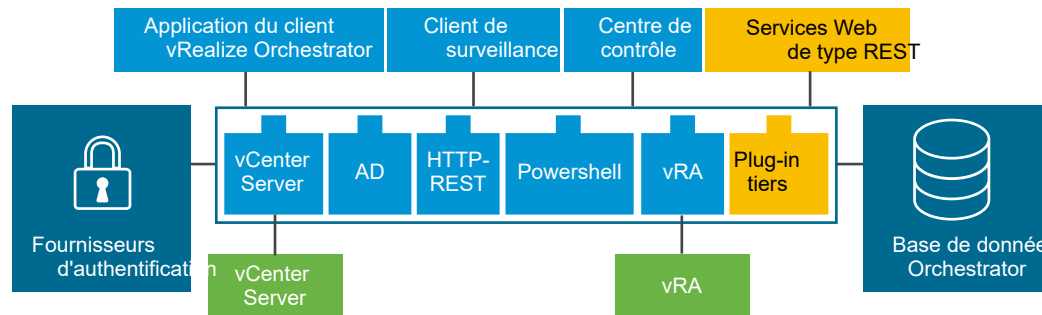 Application du client
vRealize Orchestrator
Client de
surveillance
Centre de
contrôle
Services Web
de type REST
vCenter
Server
AD
HTTP-
REST
Powershell
vRA
Plug-in
tiers
Fournisseurs
d'authentification
Base de donnée
Orchestrator
vCenter
Server
vRA